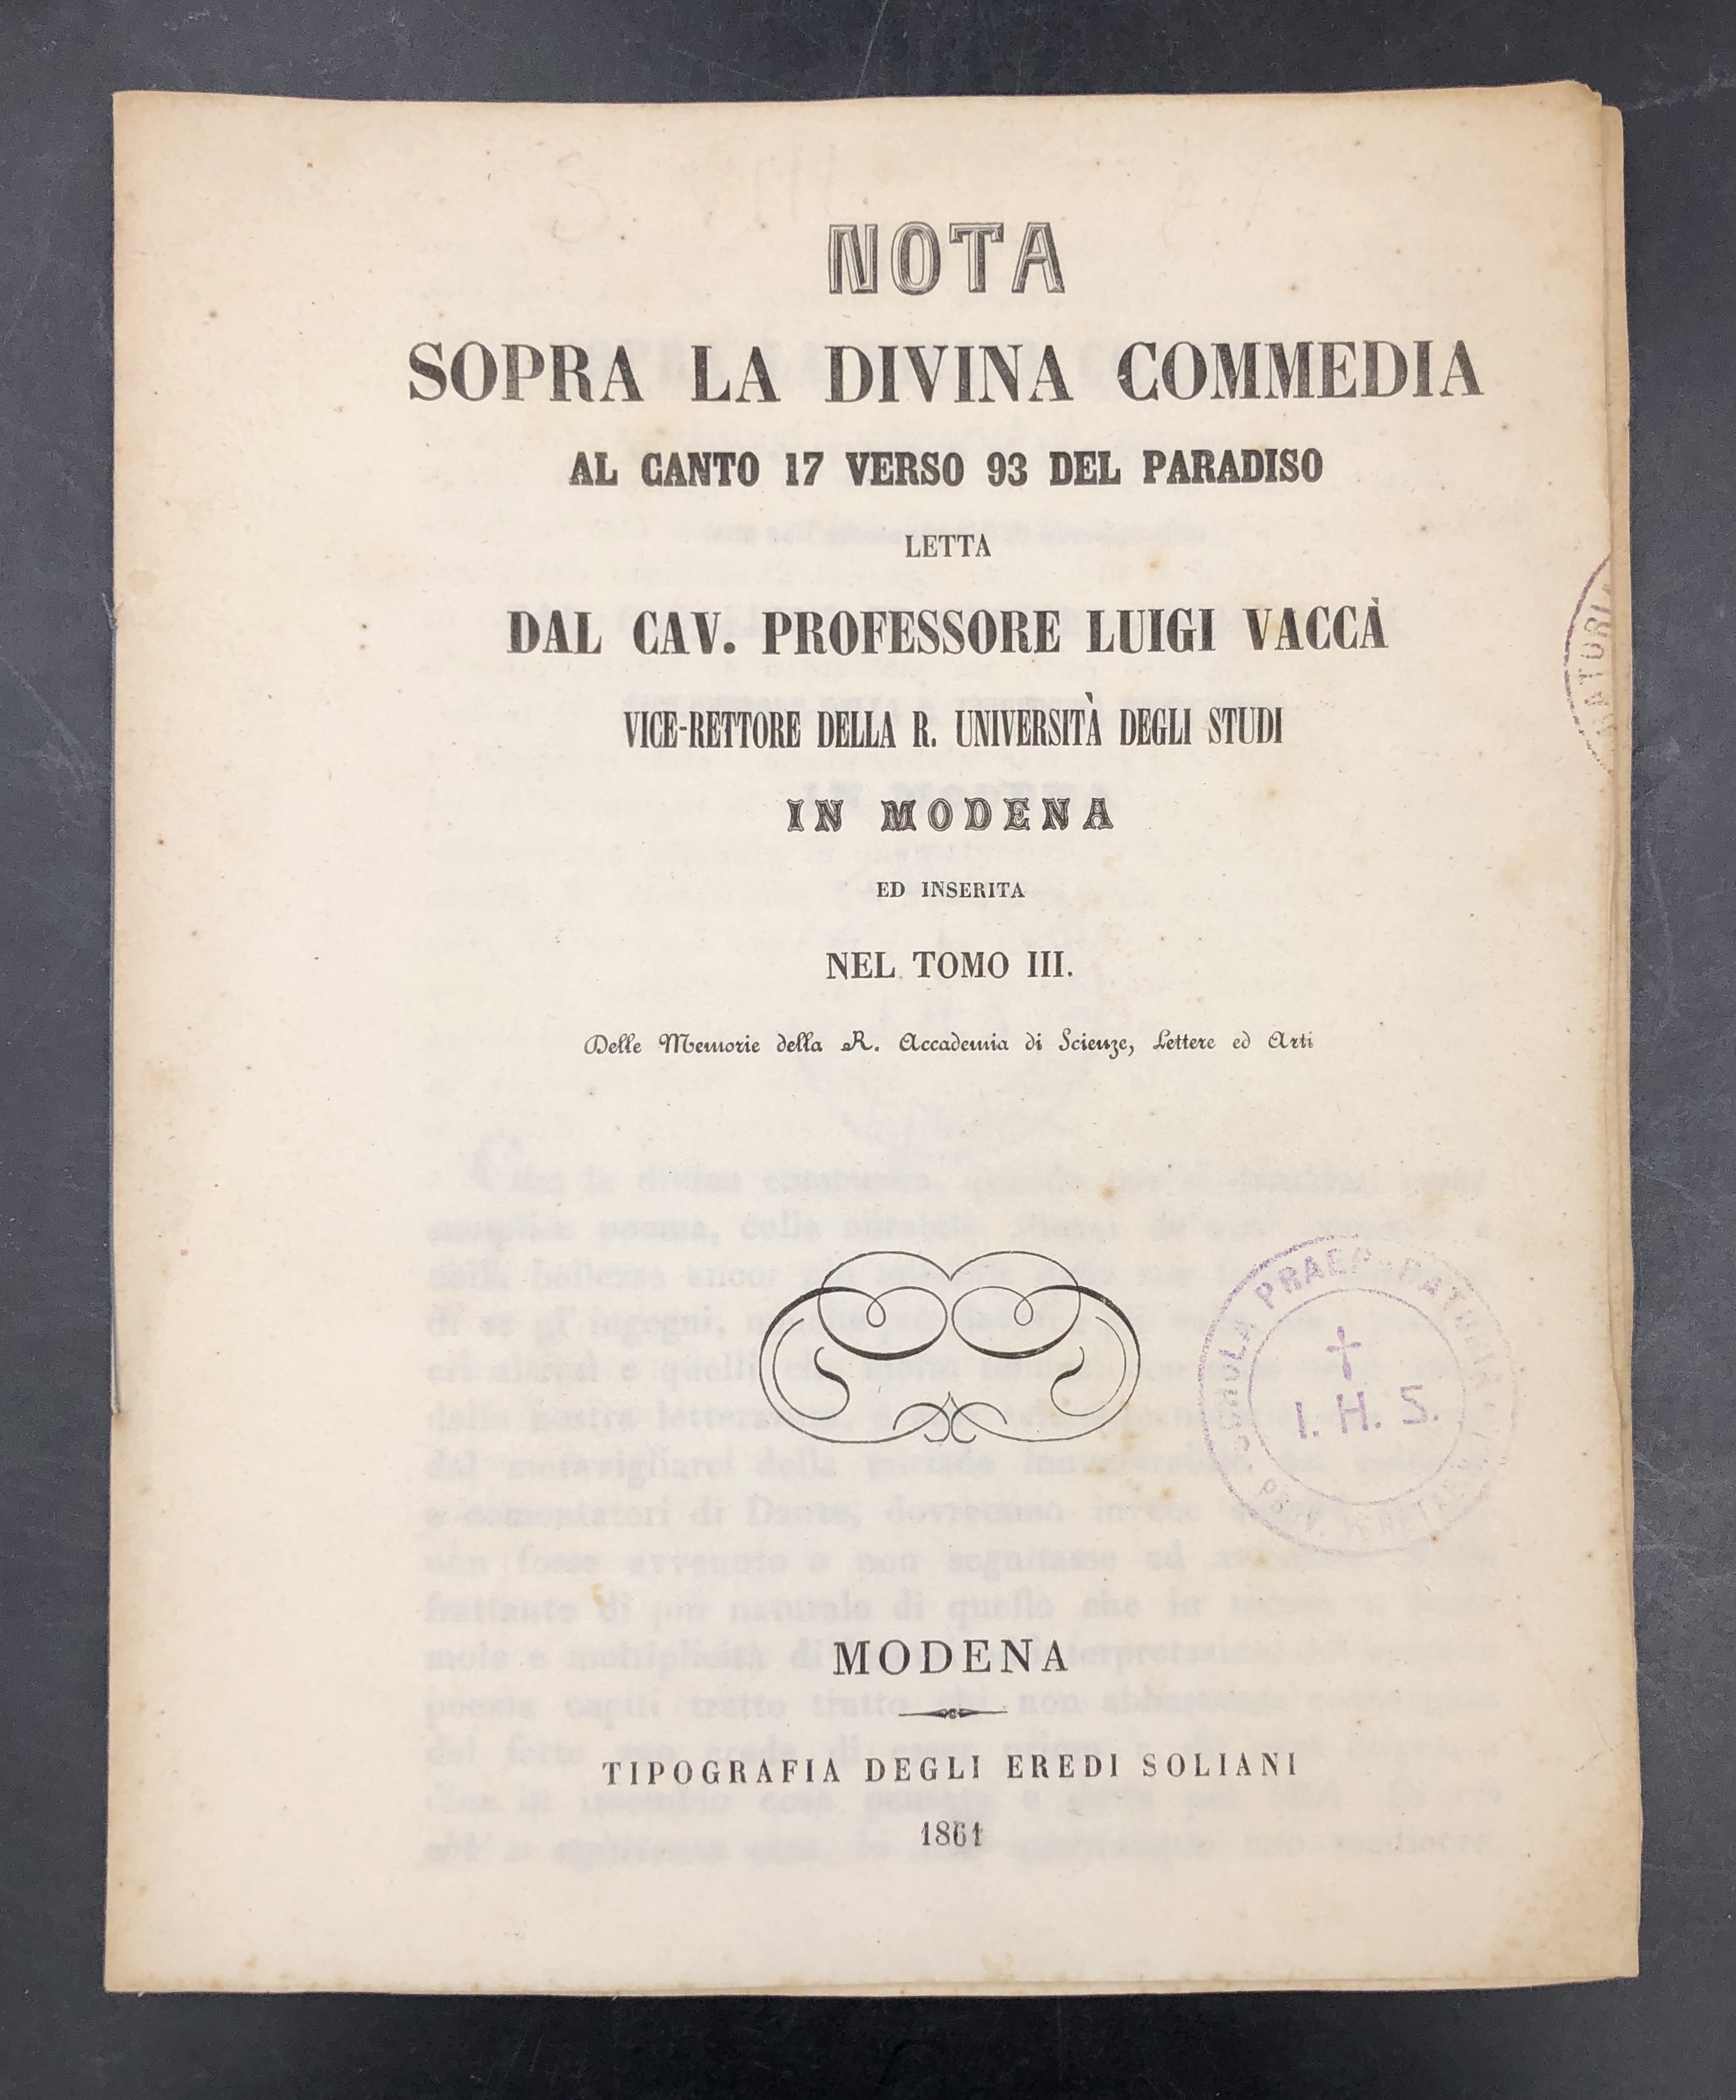 NOTA
SOPRA LA DIVINA COMMEDIA
AL CANTO 17 VERSO 93 DEL PARADISO
LETTA
DAL CAV. PROFESSORE LUIGI VACCÀ
VICE-RETTORE DELLA R. UNIVERSITÀ DEGLI STUDI
IN MODENA
ED INSERITA
NEL TOMO III.
Delle Memorie della R. Accademia di Scienze, Lettere ed Arti
SCHOLA PRAEPARATORIA
I. H. S.
MODENA
TIPOGRAFIA DEGLI EREDI SOLIANI
1861